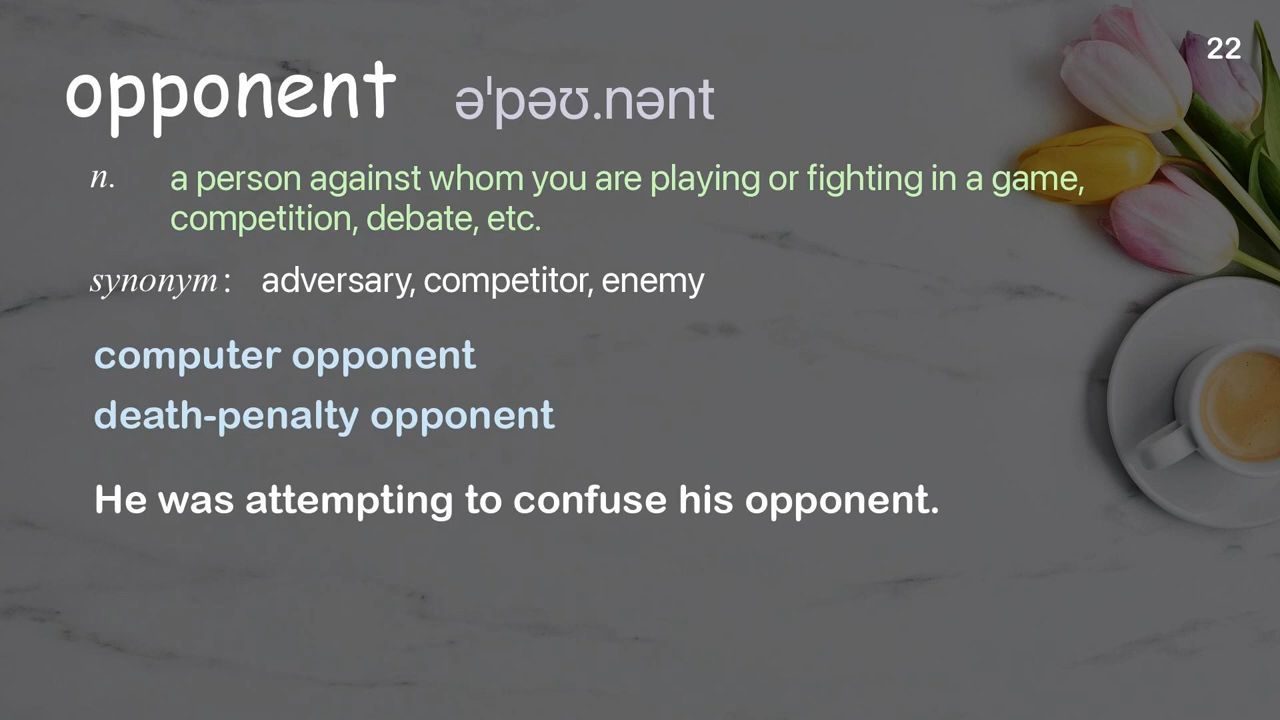 22
opponent əˈpəʊ.nənt
n. a person against whom you are playing or fighting in a game,
competition, debate, etc.
synonym: adversary, competitor, enemy
computer opponent
death-penalty opponent
He was attempting to confuse his opponent.